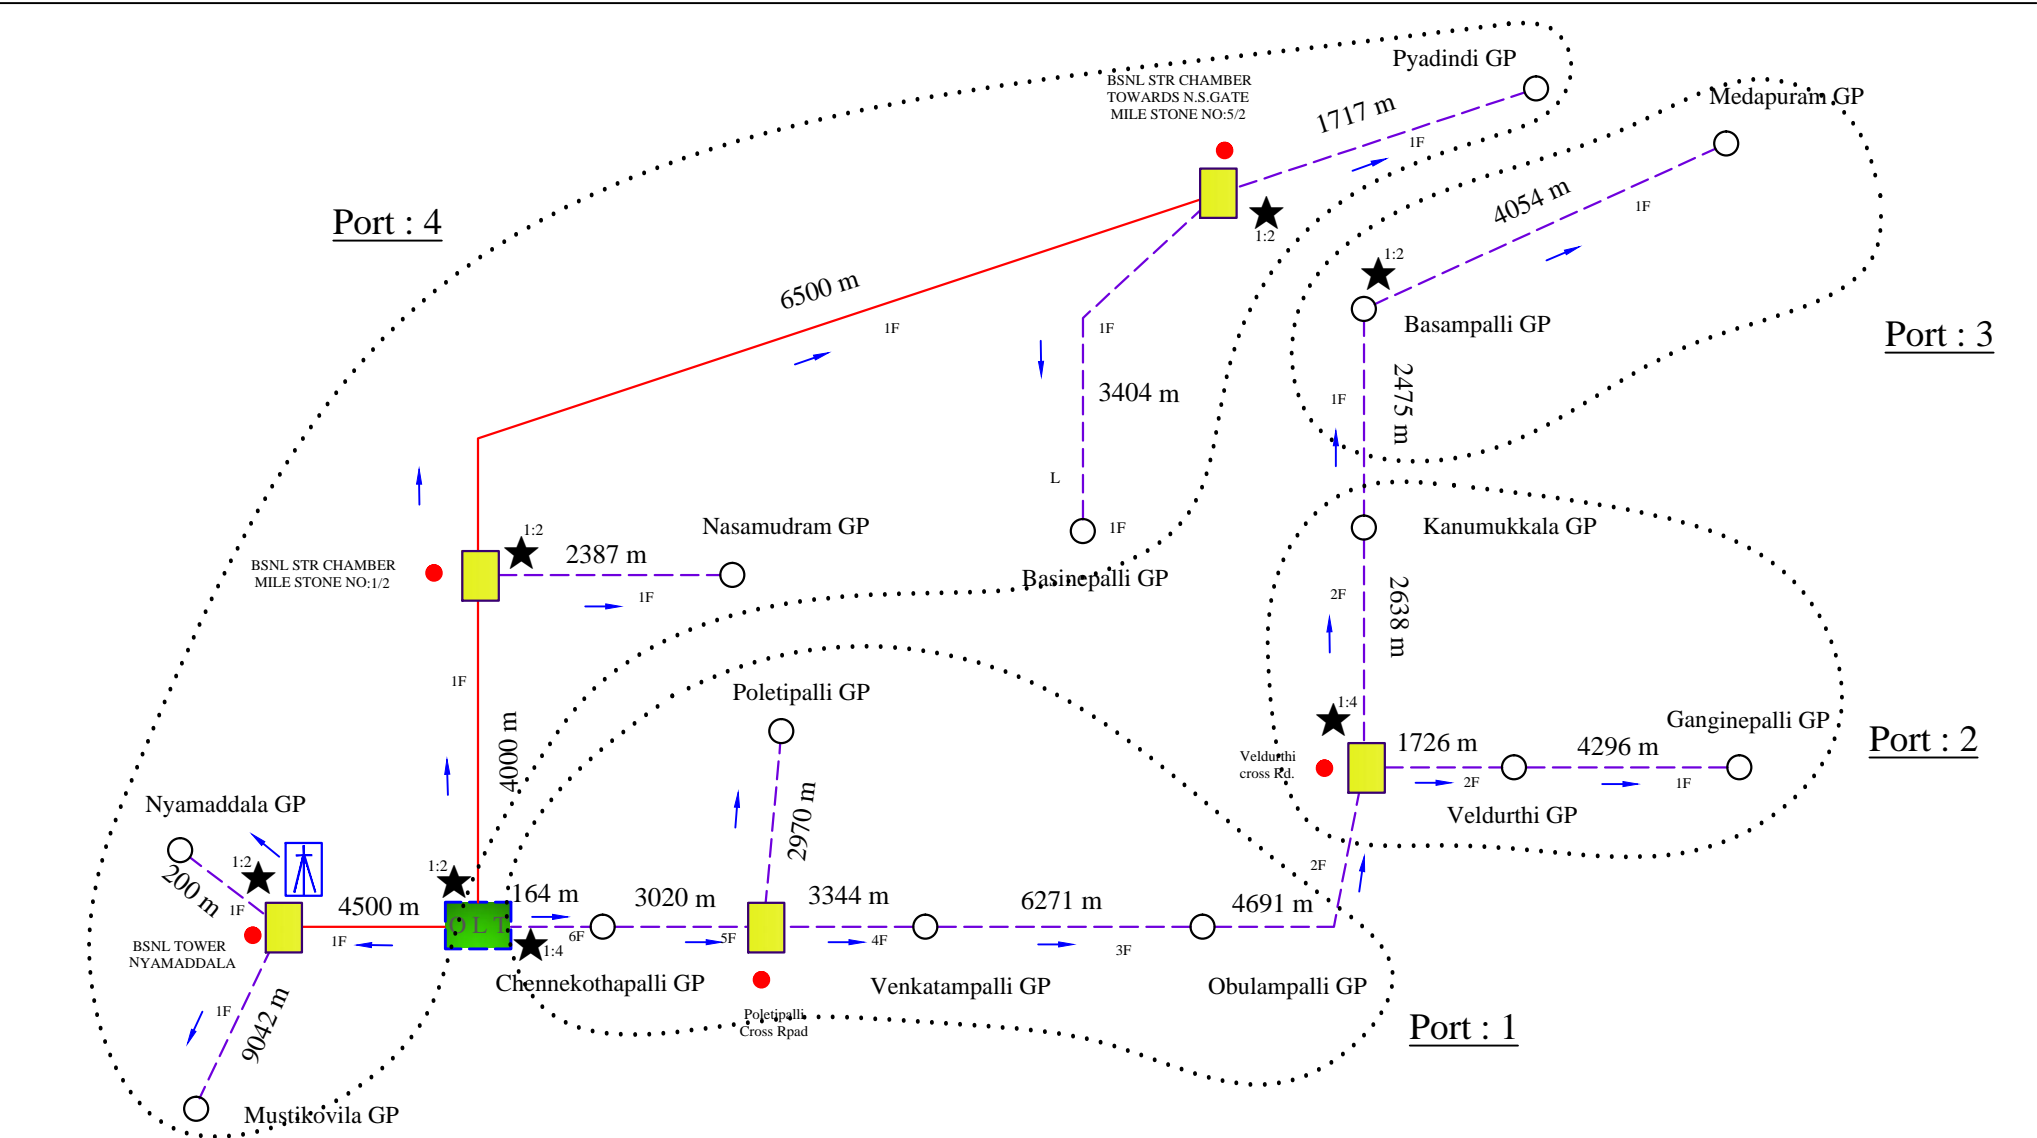 Pyadindi GP
BSNL STR CHAMBER
TOWARDS N.S.GATE
MILE STONE NO:5/2
1717 m
1F
Medapuram GP
Port : 4
1:2
4054 m
1F
1:2
6500 m
1F
1F
Basampalli GP
Port : 3
3404 m
2475 m
1F
L
1F
Basinepalli GP
Nasamudram GP
1:2
2387 m
1F
BSNL STR CHAMBER
MILE STONE NO:1/2
Kanumukkala GP
2F
2638 m
1F
4000 m
Poletipalli GP
2970 m
1:4
Veldurthi
cross Rd.
1726 m
2F
4296 m
1F
Ganginepalli GP
Veldurthi GP
Port : 2
Nyamaddala GP
1:2
200 m
1F
4500 m
1F
BSNL TOWER
NYAMADDALA
1F
9042 m
Mustikovila GP
1:2
O L T
164 m
6F
1:4
3020 m
5F
3344 m
4F
6271 m
3F
4691 m
2F
Chennekothapalli GP
Poletipalli
Cross Rpad
Venkatampalli GP
Obulampalli GP
Port : 1